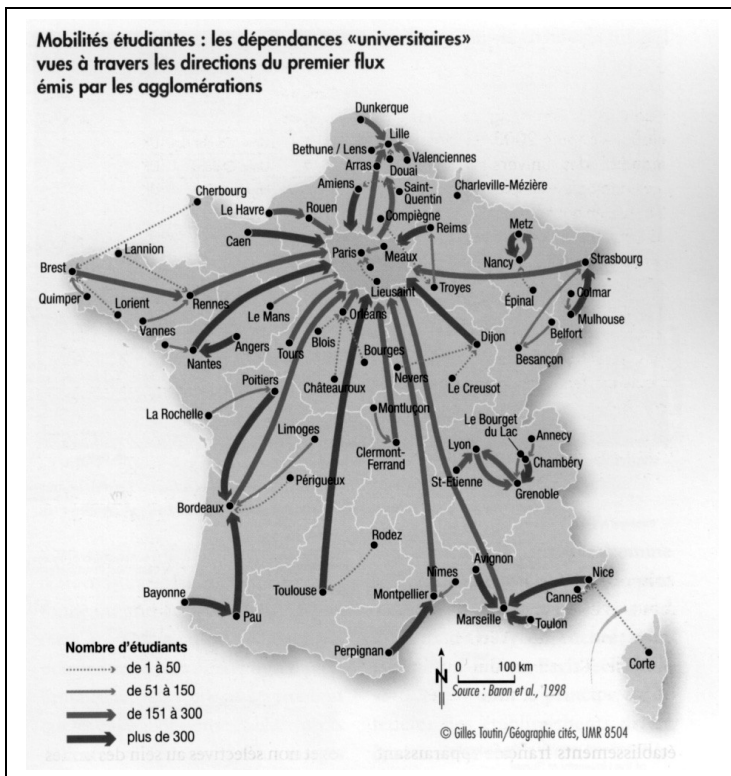 Mobilités étudiantes : les dépendances «universitaires»
vues à travers les directions du premier flux
émis par les agglomérations
Dunkerque
Lille
Bethune / Lens
Valenciennes
Arras
Douai
Amiens
Saint-
Quentin
Charleville-Mézière
Cherbourg
Le Havre
Rouen
Compiègne
Reims
Metz
Caen
Paris
Meaux
Strasbourg
Lannion
Nancy
Brest
Lieusaint
Troyes
Colmar
Quimper
Lorient
Rennes
Le Mans
Orléans
Épinal
Mulhouse
Vannes
Blois
Belfort
Angers
Tours
Bourges
Dijon
Besançon
Nantes
Nevers
Poitiers
Châteauroux
Le Creusot
La Rochelle
Montluçon
Le Bourget
du Lac
Limoges
Annecy
Lyon
Clermont-
Ferrand
Chambéry
Périgueux
St-Etienne
Grenoble
Bordeaux
Rodez
Avignon
Bayonne
Toulouse
Montpellier
Nîmes
Nice
Cannes
Pau
Marseille
Toulon
Perpignan
Corte
Nombre d'étudiants
de 1 à 50
de 51 à 150
de 151 à 300
plus de 300
N
0 100 km
Source : Baron et al., 1998
© Gilles Toutin/Géographie cités, UMR 8504